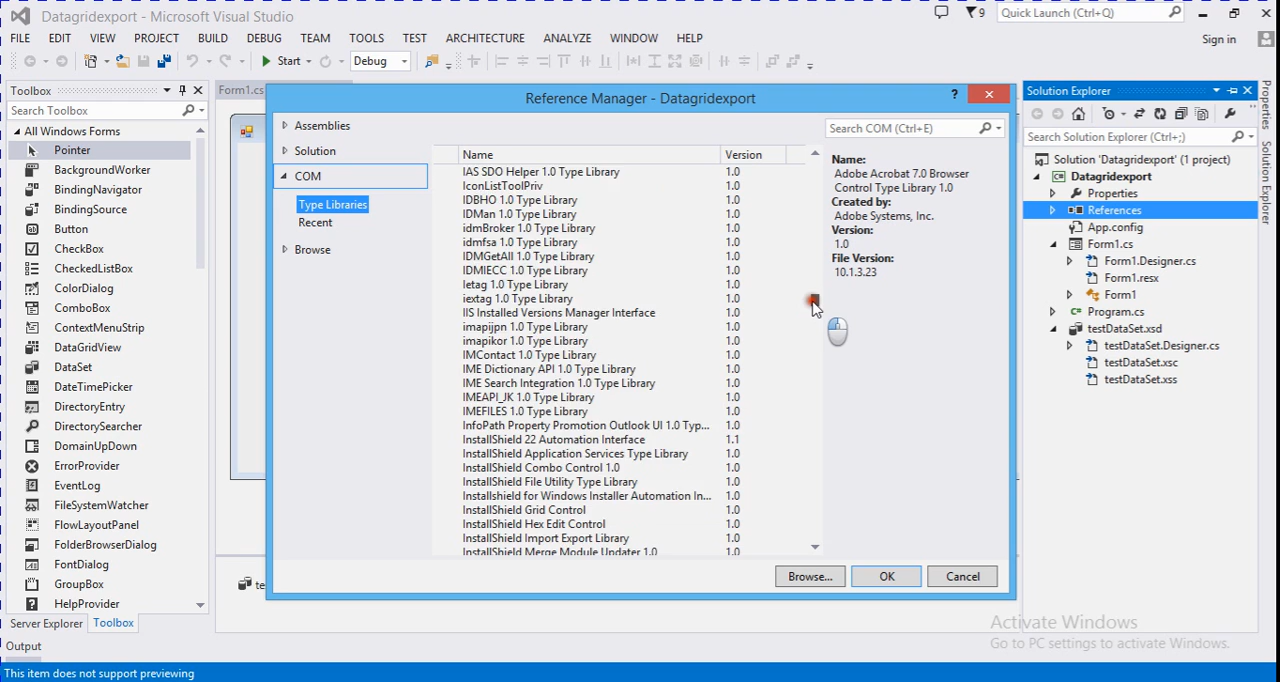 Datagridexport - Microsoft Visual Studio
9
Quick Launch (Ctrl+Q)
FILE EDIT VIEW PROJECT BUILD DEBUG TEAM TOOLS TEST ARCHITECTURE ANALYZE WINDOW HELP
Sign in
Start
Debug
Toolbox
Search Toolbox
All Windows Forms
Pointer
BackgroundWorker
BindingNavigator
BindingSource
Button
CheckBox
CheckedListBox
ColorDialog
ComboBox
ContextMenuStrip
DataGridView
DataSet
DateTimePicker
DirectoryEntry
DirectorySearcher
DomainUpDown
ErrorProvider
EventLog
FileSystemWatcher
FlowLayoutPanel
FolderBrowserDialog
FontDialog
GroupBox
HelpProvider
Server Explorer Toolbox
Output
This item does not support previewing
Form1.cs
te
Reference Manager - Datagridexport
?
Assemblies
Solution
COM
Type Libraries
Recent
Browse
Name Version
IAS SDO Helper 1.0 Type Library 1.0
IconListToolPriv 1.0
IDBHO 1.0 Type Library 1.0
IDMan 1.0 Type Library 1.0
idmBroker 1.0 Type Library 1.0
idmfsa 1.0 Type Library 1.0
IDMGetAll 1.0 Type Library 1.0
IDMIECC 1.0 Type Library 1.0
Ietag 1.0 Type Library 1.0
iextag 1.0 Type Library 1.0
IIS Installed Versions Manager Interface 1.0
imapijpn 1.0 Type Library 1.0
imapikor 1.0 Type Library 1.0
IMContact 1.0 Type Library 1.0
IME Dictionary API 1.0 Type Library 1.0
IME Search Integration 1.0 Type Library 1.0
IMEAPI_JK 1.0 Type Library 1.0
IMEFILES 1.0 Type Library 1.0
InfoPath Property Promotion Outlook UI 1.0 Typ... 1.0
InstallShield 22 Automation Interface 1.1
InstallShield Application Services Type Library 1.0
InstallShield Combo Control 1.0 1.0
InstallShield File Utility Type Library 1.0
Installshield for Windows Installer Automation In... 1.0
InstallShield Grid Control 1.0
InstallShield Hex Edit Control 1.0
InstallShield Import Export Library 1.0
InstallShield Merge Module Updater 1.0 1.0
Search COM (Ctrl+E)
Name:
Adobe Acrobat 7.0 Browser
Control Type Library 1.0
Created by:
Adobe Systems, Inc.
Version:
1.0
File Version:
10.1.3.23
Browse... OK Cancel
Solution Explorer
Search Solution Explorer (Ctrl+;)
Solution 'Datagridexport' (1 project)
Datagridexport
Properties
References
App.config
Form1.cs
Form1.Designer.cs
Form1.resx
Form1
Program.cs
testDataSet.xsd
testDataSet.Designer.cs
testDataSet.xsc
testDataSet.xss
Properties
Solution Explorer
Activate Windows
Go to PC settings to activate Windows.